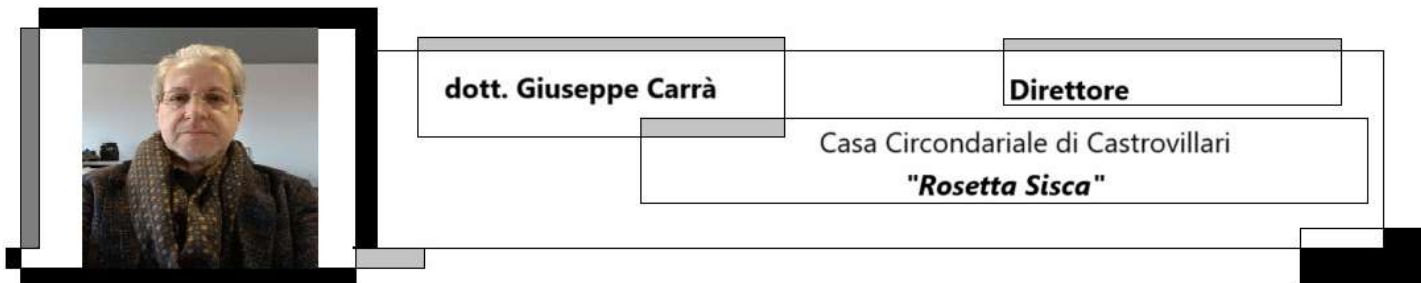 dott. Giuseppe Carrà
Direttore
Casa Circondariale di Castrovillari
"Rosetta Sisca"